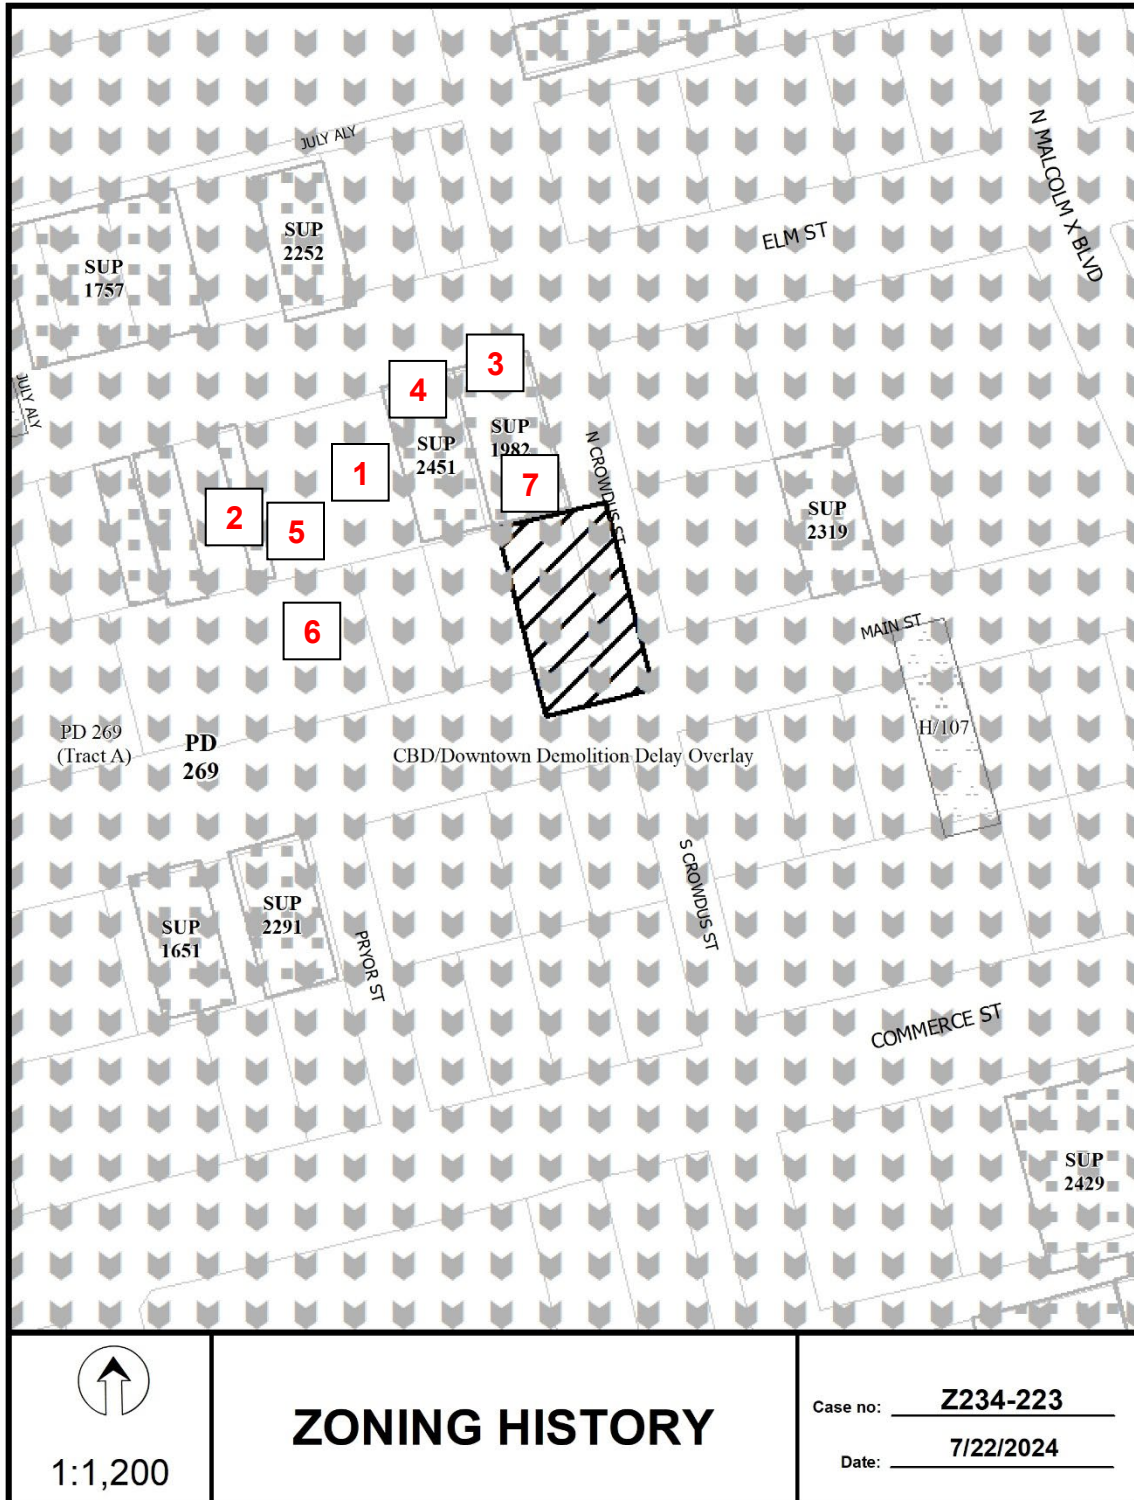 JULY ALY
N MALCOLM X BLVD
ELM ST
SUP
2252
SUP
1757
JULY ALY
3
4
SUP
1982
SUP
2451
N CROWDUS ST
1
7
2
5
SUP
2319
6
MAIN ST
H/107
PD 269
(Tract A)
PD
269
CBD/Downtown Demolition Delay Overlay
S CROWDUS ST
SUP
2291
SUP
1651
PRYOR ST
COMMERCE ST
SUP
2429
1:1,200
ZONING HISTORY
Case no: Z234-223
Date: 7/22/2024